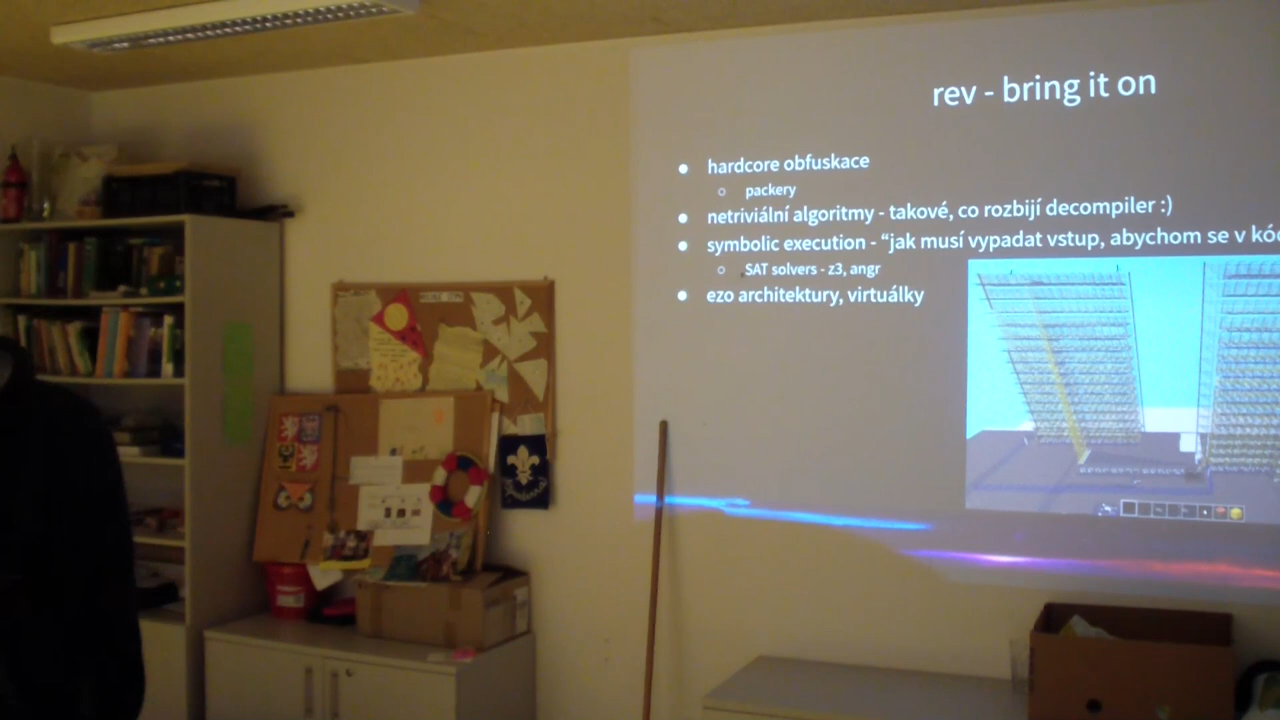 rev - bring it on
● hardcore obfuskace
○ packery
● netriviální algoritmy - takové, co rozbijí decompiler :)
● symbolic execution - “jak musí vypadat vstup, abychom se v kó
○ SAT solvers - z3, angr
● ezo architektury, virtuálky